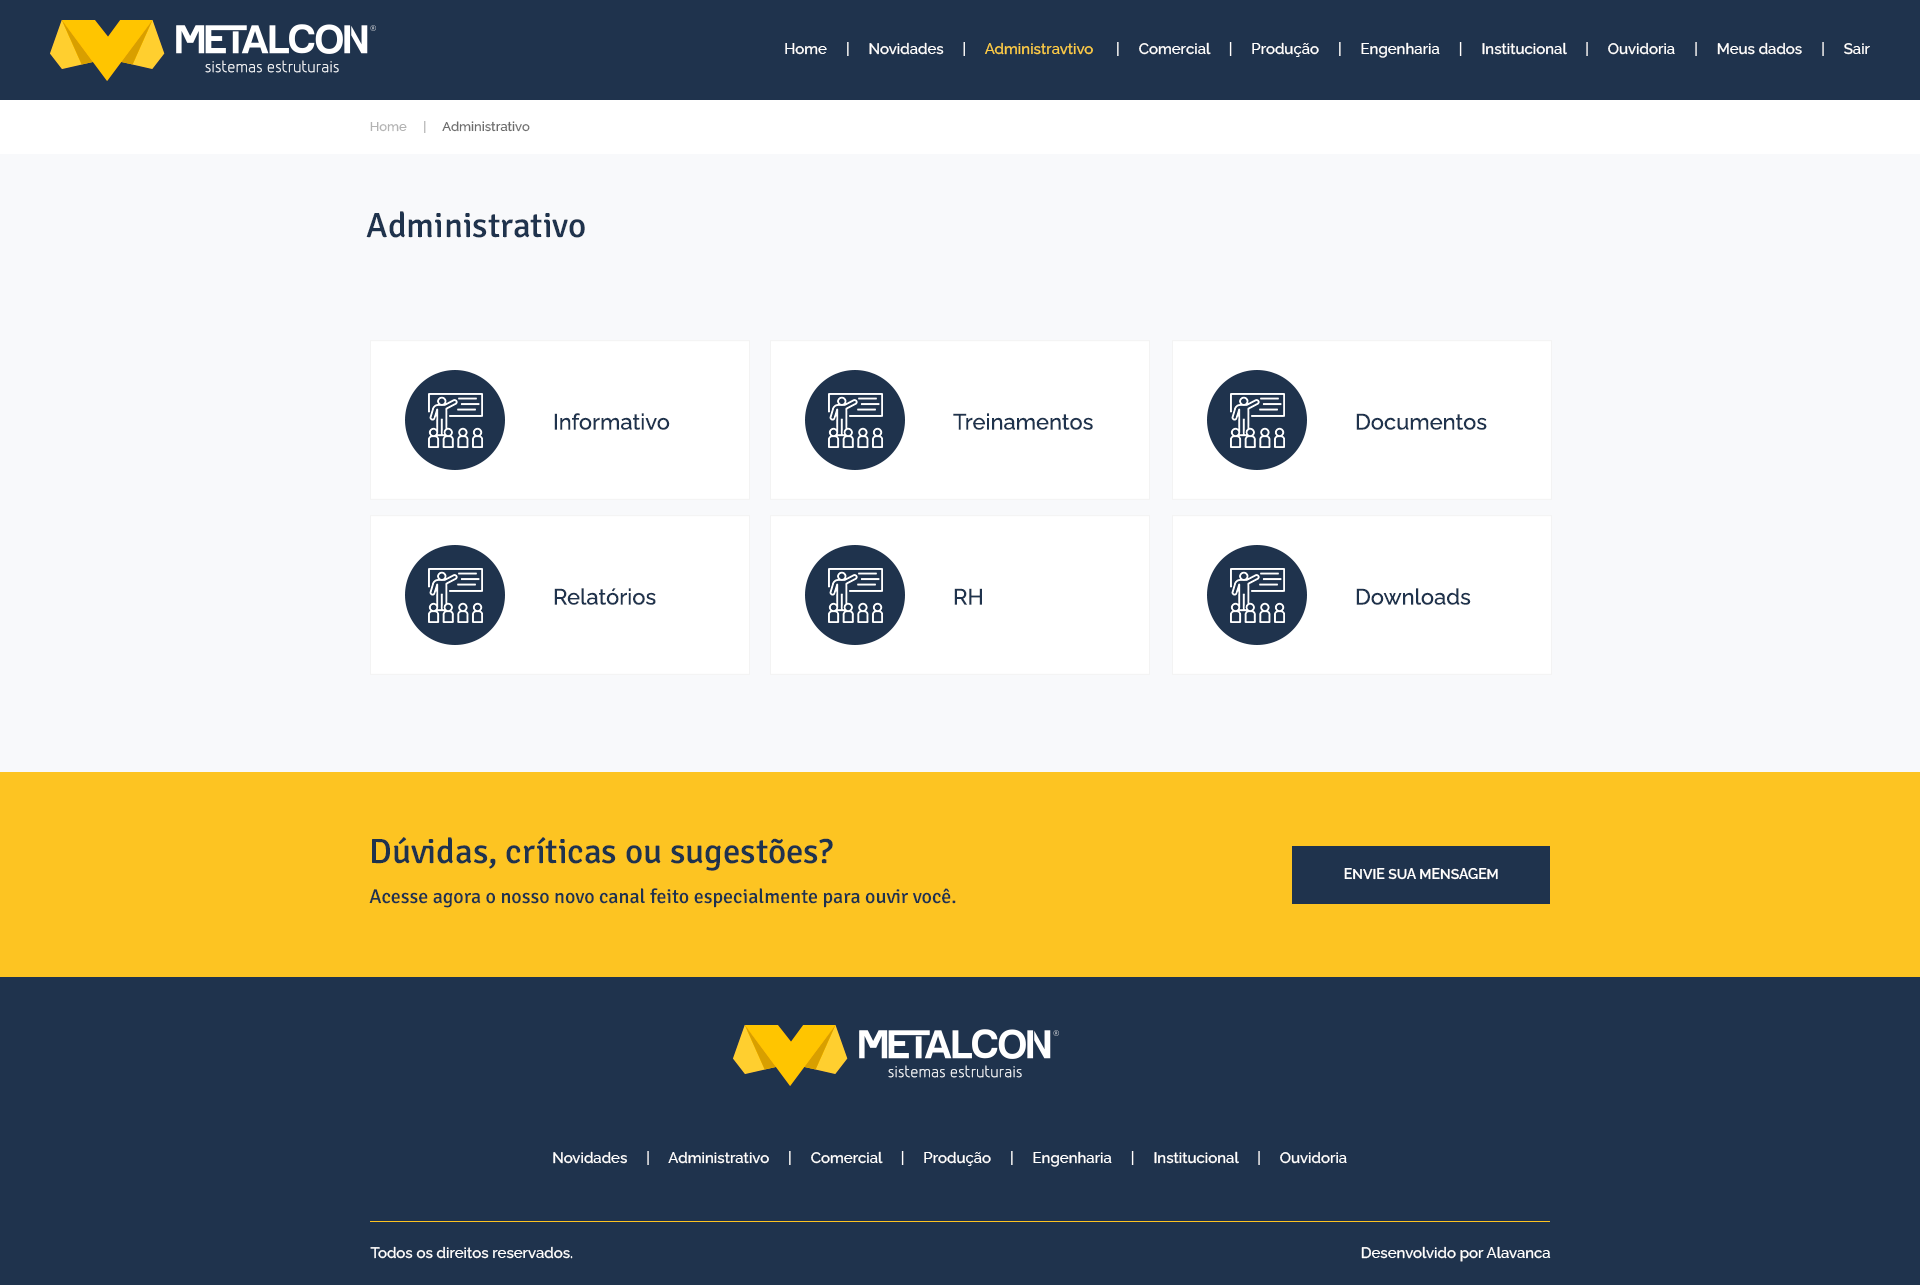 METALCON®
sistemas estruturais
Home | Novidades | Administravtivo | Comercial | Produção | Engenharia | Institucional | Ouvidoria | Meus dados | Sair
Home | Administrativo
Administrativo
Informativo
Treinamentos
Documentos
Relatórios
RH
Downloads
Dúvidas, críticas ou sugestões?
Acesse agora o nosso novo canal feito especialmente para ouvir você.
ENVIE SUA MENSAGEM
METALCON®
sistemas estruturais
Novidades | Administrativo | Comercial | Produção | Engenharia | Institucional | Ouvidoria
Todos os direitos reservados.
Desenvolvido por Alavanca